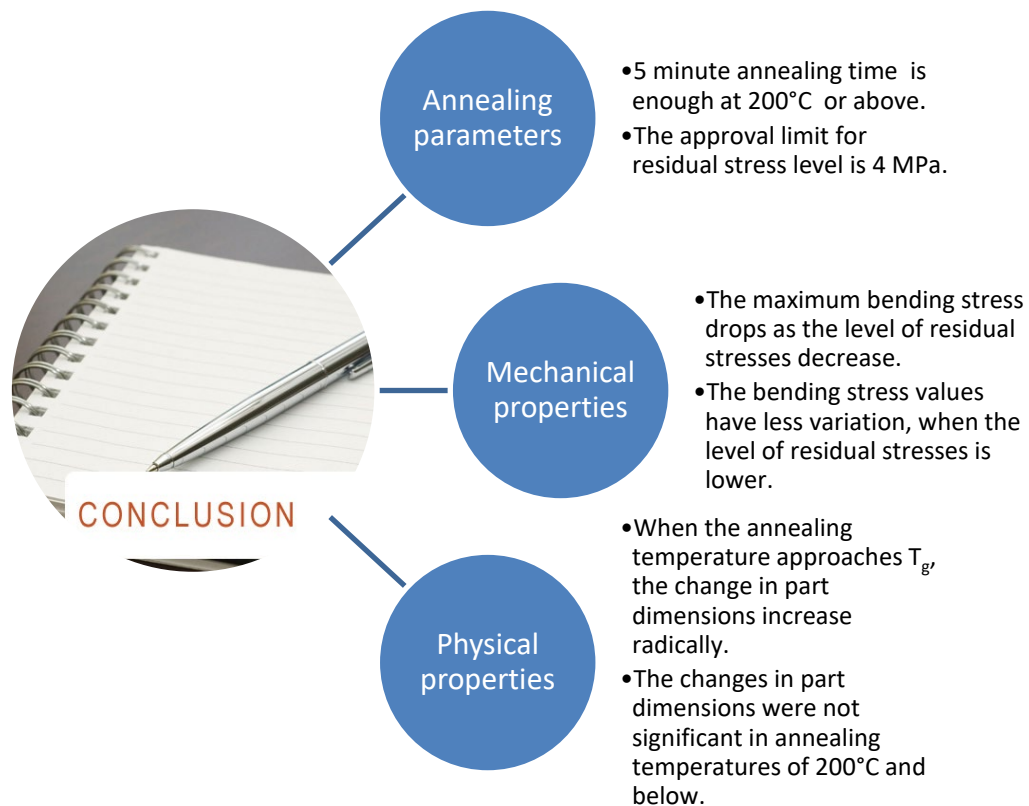 Annealing
parameters
•5 minute annealing time is
enough at 200°C or above.
•The approval limit for
residual stress level is 4 MPa.
CONCLUSION
Mechanical
properties
•The maximum bending stress
drops as the level of residual
stresses decrease.
•The bending stress values
have less variation, when the
level of residual stresses is
lower.
Physical
properties
•When the annealing
temperature approaches Tg,
the change in part
dimensions increase
radically.
•The changes in part
dimensions were not
significant in annealing
temperatures of 200°C and
below.